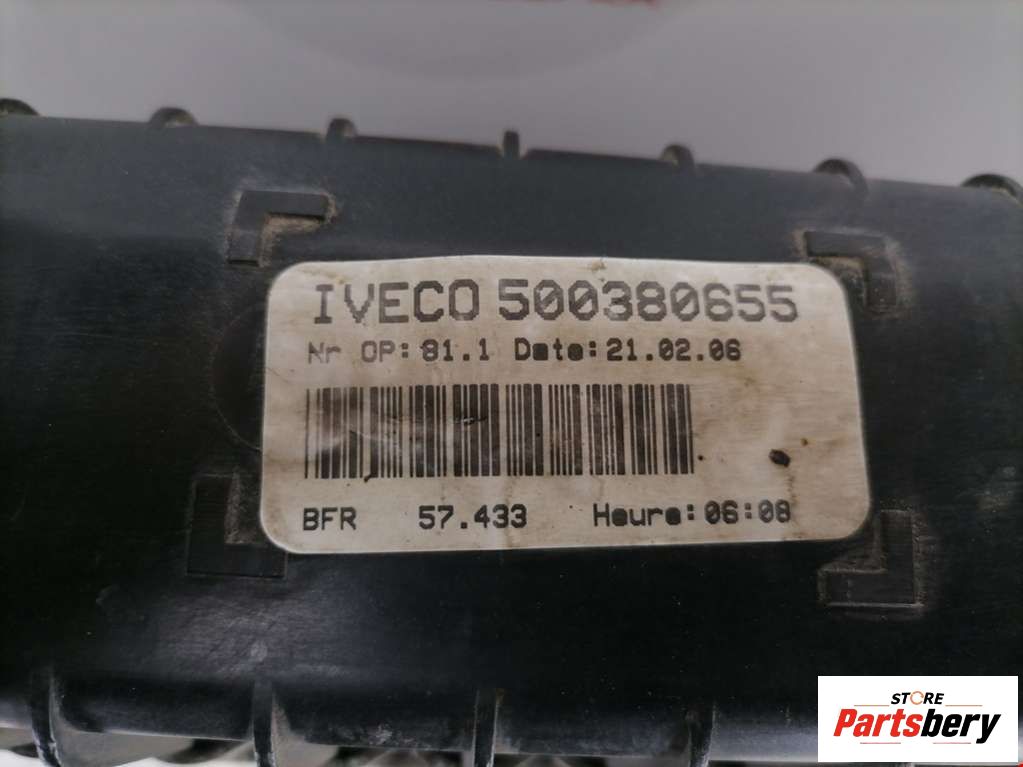 IVECO 500380655
Nr OP: 81.1 Date: 21.02.06
BFR 57.433 Heure: 06:08
STORE
Partsbery